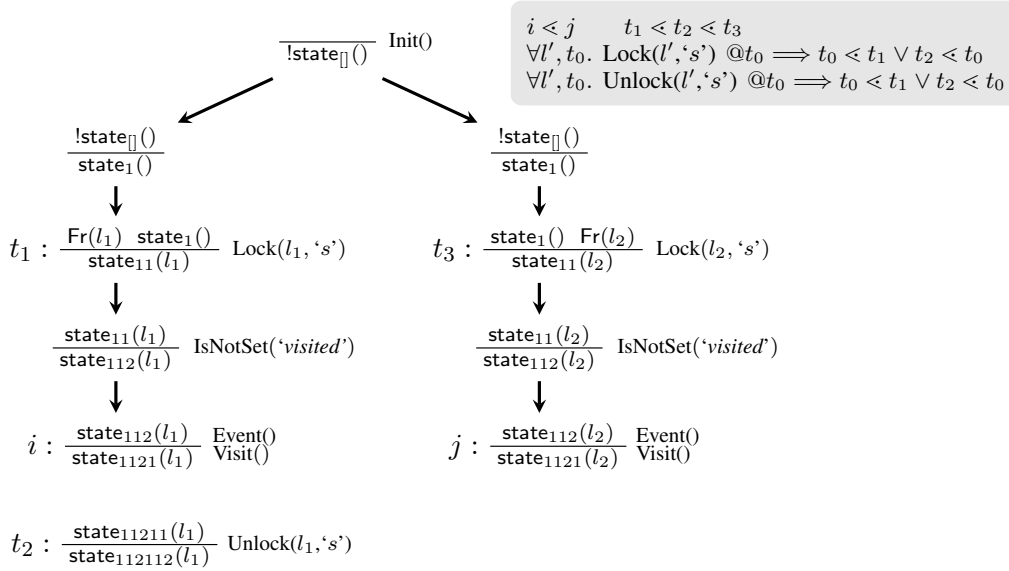 i ⋖ j t₁ ⋖ t₂ ⋖ t₃
∀l′, t₀. Lock(l′,‘s’) @t₀ ⟹ t₀ ⋖ t₁ ∨ t₂ ⋖ t₀
∀l′, t₀. Unlock(l′,‘s’) @t₀ ⟹ t₀ ⋖ t₁ ∨ t₂ ⋖ t₀
!state[]() Init()
!state[]()
state₁()
!state[]()
state₁()
t₁ : Fr(l₁) state₁() Lock(l₁, ‘s’)
state₁₁(l₁)
t₃ : state₁() Fr(l₂) Lock(l₂, ‘s’)
state₁₁(l₂)
state₁₁(l₁) IsNotSet(‘visited’)
state₁₁₂(l₁)
state₁₁(l₂) IsNotSet(‘visited’)
state₁₁₂(l₂)
i : state₁₁₂(l₁) Event()
state₁₁₂₁(l₁) Visit()
j : state₁₁₂(l₂) Event()
state₁₁₂₁(l₂) Visit()
t₂ : state₁₁₂₁₁(l₁) Unlock(l₁,‘s’)
state₁₁₂₁₁₂(l₁)